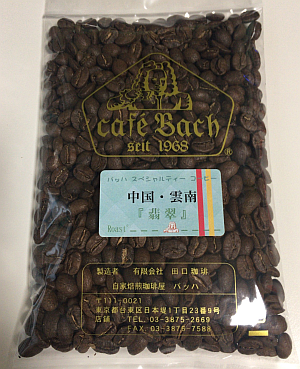 café Bach
seit 1968
®
バッハ スペシャルティー コーヒー
中国・雲南
『翡翠』
Roast
製造者 有限会社 田口珈琲
自家焙煎珈琲屋 バッハ
〒111-0021
東京都台東区日本堤1丁目23番9号
店舗 TEL. 03-3875-2669
FAX. 03-3875-7588